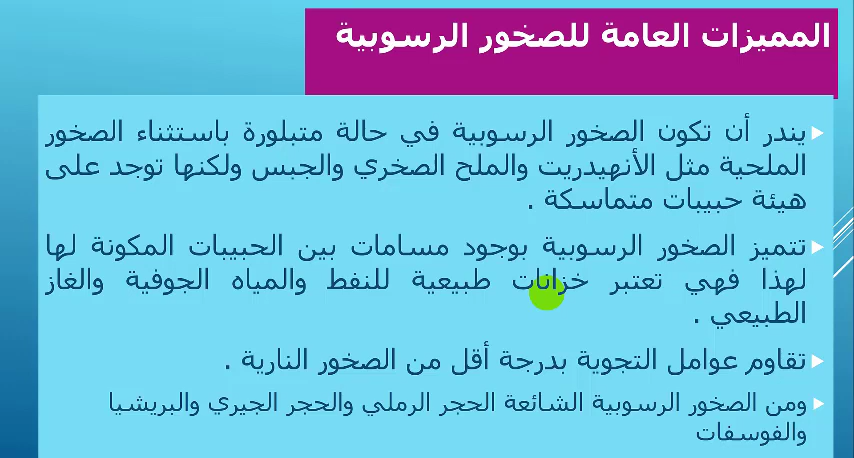 المميزات العامة للصخور الرسوبية
يندر أن تكون الصخور الرسوبية في حالة متبلورة باستثناء الصخور
الملحية مثل الأنهيدريت والملح الصخري والجبس ولكنها توجد على
هيئة حبيبات متماسكة .
تتميز الصخور الرسوبية بوجود مسامات بين الحبيبات المكونة لها
لهذا فهي تعتبر خزانات طبيعية للنفط والمياه الجوفية والغاز
الطبيعي .
تقاوم عوامل التجوية بدرجة أقل من الصخور النارية .
ومن الصخور الرسوبية الشائعة الحجر الرملي والحجر الجيري والبريشيا
والفوسفات